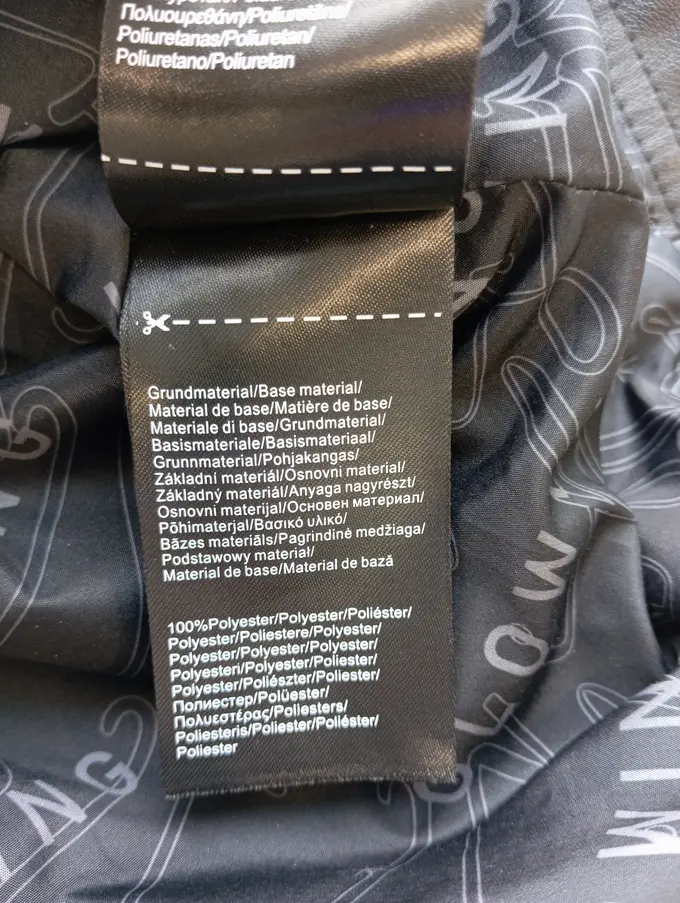 Πολυουρεθάνη/Poliuretāns/
Poliuretanas/Poliuretan/
Poliuretano/Poliuretan
Grundmaterial/Base material/
Material de base/Matière de base/
Materiale di base/Grundmaterial/
Basismateriale/Basismateriaal/
Grunnmaterial/Pohjakangas/
Základní materiál/Osnovni material/
Základný materiál/Anyaga nagyrészt/
Osnovni materijal/Основен материал/
Põhimaterjal/Βασικό υλικό/
Bāzes materiāls/Pagrindinė medžiaga/
Podstawowy materiał/
Material de base/Material de bază
100%Polyester/Polyester/Poliéster/
Polyester/Poliestere/Polyester/
Polyester/Polyester/Polyester/
Polyesteri/Polyester/Poliester/
Polyester/Poliészter/Poliester/
Полиестер/Polüester/
Πολυεστέρας/Poliesters/
Poliesteris/Poliester/Poliéster/
Poliester
WING